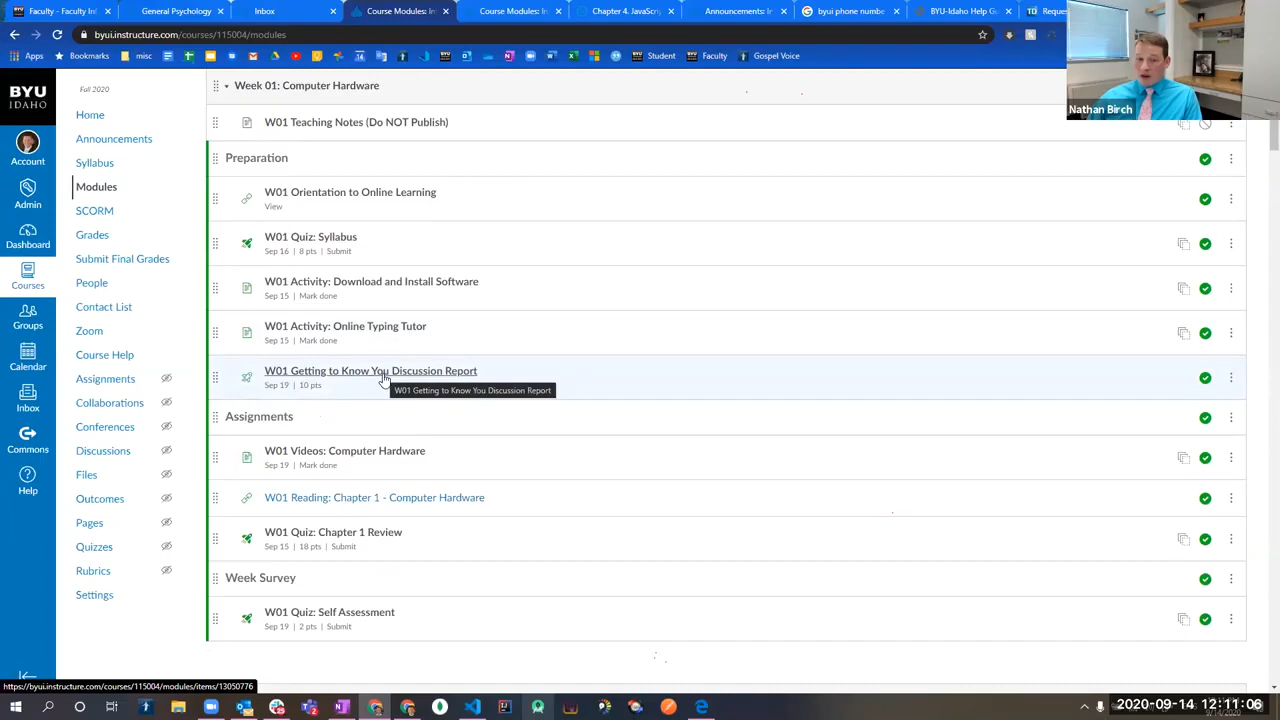 Faculty - Faculty In
General Psychology
Inbox
Course Modules: In
Course Modules: In
Chapter 4. JavaScri
Announcements: In
byui phone numbe
BYU-Idaho Help Gu
Reque
byui.instructure.com/courses/115004/modules
Apps
Bookmarks
misc
Student
Faculty
Gospel Voice
Nathan Birch
BYU
IDAHO
Account
Admin
Dashboard
Courses
Groups
Calendar
Inbox
Commons
Help
Fall 2020
Home
Announcements
Syllabus
Modules
SCORM
Grades
Submit Final Grades
People
Contact List
Zoom
Course Help
Assignments
Collaborations
Conferences
Discussions
Files
Outcomes
Pages
Quizzes
Rubrics
Settings
Week 01: Computer Hardware
W01 Teaching Notes (Do NOT Publish)
Preparation
W01 Orientation to Online Learning
View
W01 Quiz: Syllabus
Sep 16 | 8 pts | Submit
W01 Activity: Download and Install Software
Sep 15 | Mark done
W01 Activity: Online Typing Tutor
Sep 15 | Mark done
W01 Getting to Know You Discussion Report
Sep 19 | 10 pts
W01 Getting to Know You Discussion Report
Assignments
W01 Videos: Computer Hardware
Sep 19 | Mark done
W01 Reading: Chapter 1 - Computer Hardware
W01 Quiz: Chapter 1 Review
Sep 15 | 18 pts | Submit
Week Survey
W01 Quiz: Self Assessment
Sep 19 | 2 pts | Submit
https://byui.instructure.com/courses/115004/modules/items/13050776
2020-09-14 12:11:06